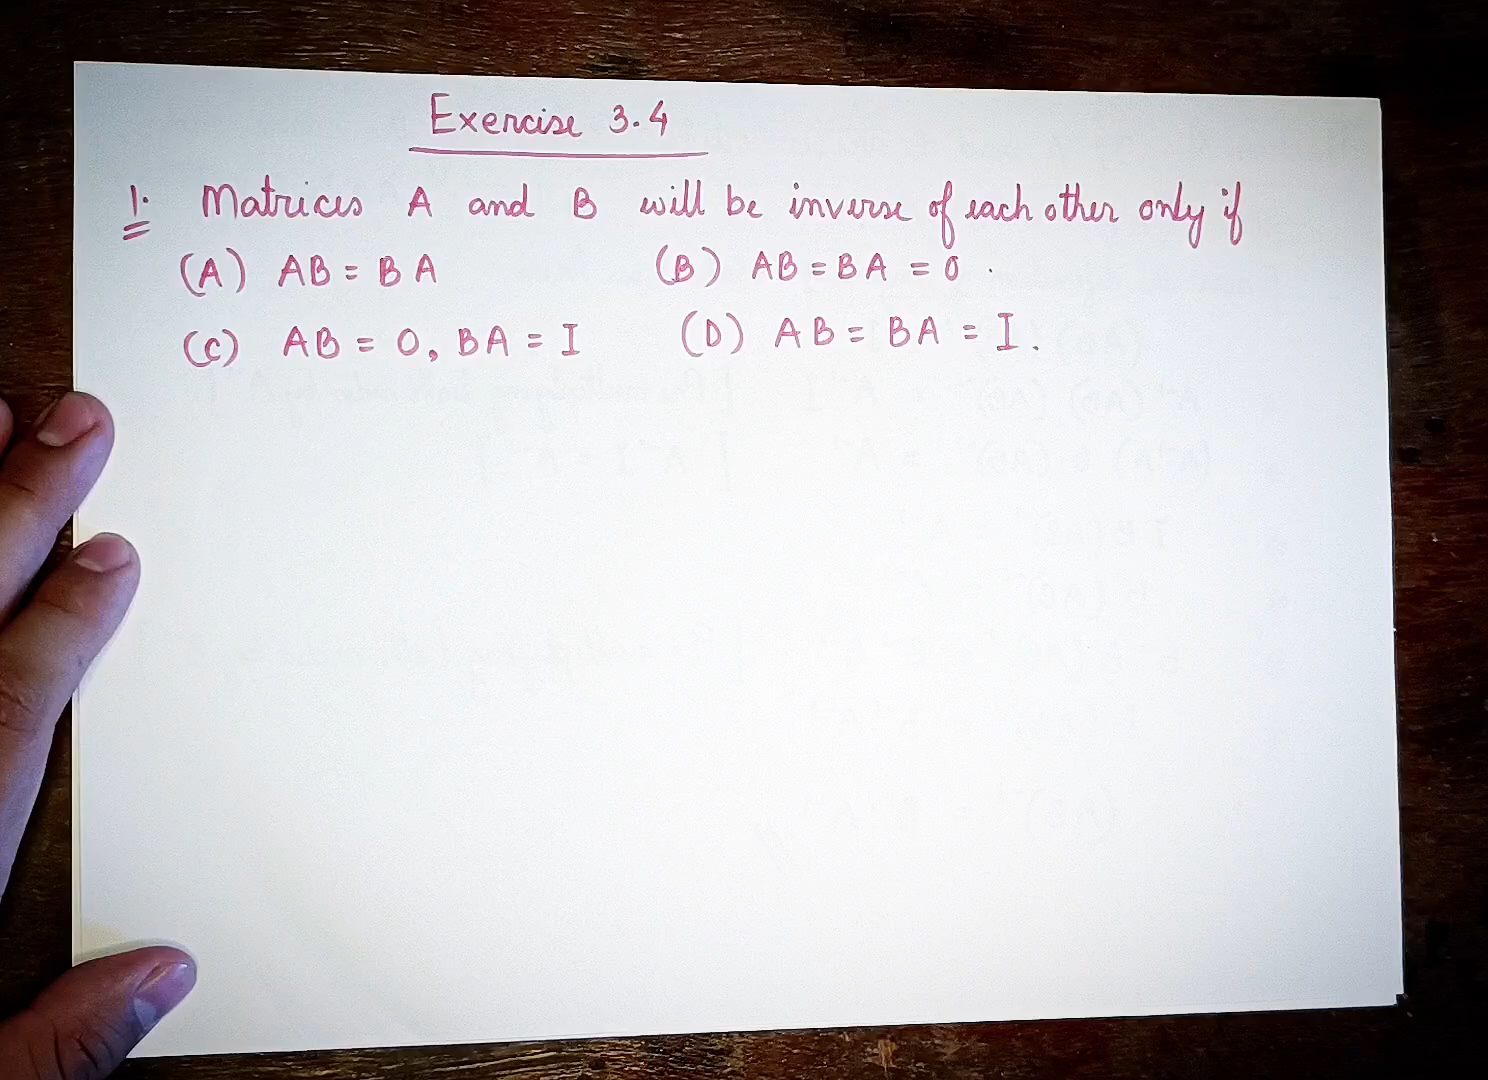 Exercise 3.4
1. Matrices A and B will be inverse of each other only if
(A) AB = BA (B) AB = BA = 0 .
(C) AB = 0, BA = I (D) AB = BA = I.